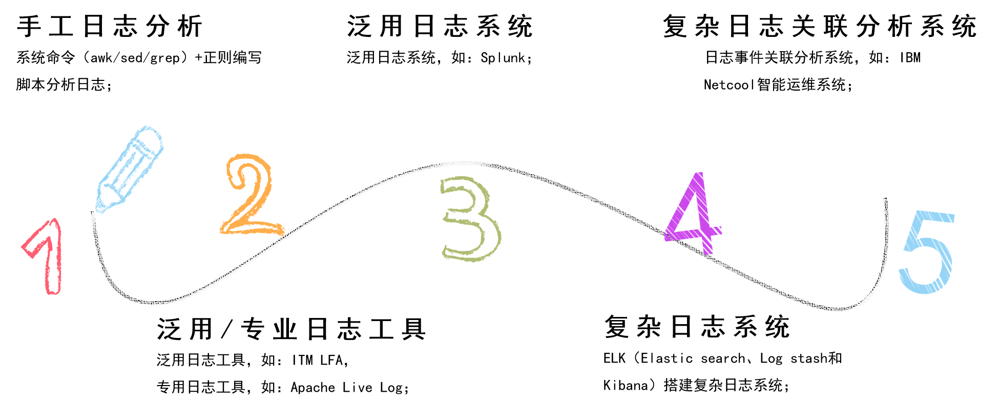 手工日志分析
系统命令（awk/sed/grep）+正则编写
脚本分析日志；
1
泛用/专业日志工具
泛用日志工具，如：ITM LFA，
专用日志工具，如：Apache Live Log；
2
泛用日志系统
泛用日志系统，如：Splunk；
3
复杂日志系统
ELK（Elastic search、Log stash和
Kibana）搭建复杂日志系统；
4
复杂日志关联分析系统
日志事件关联分析系统，如：IBM
Netcool智能运维系统；
5